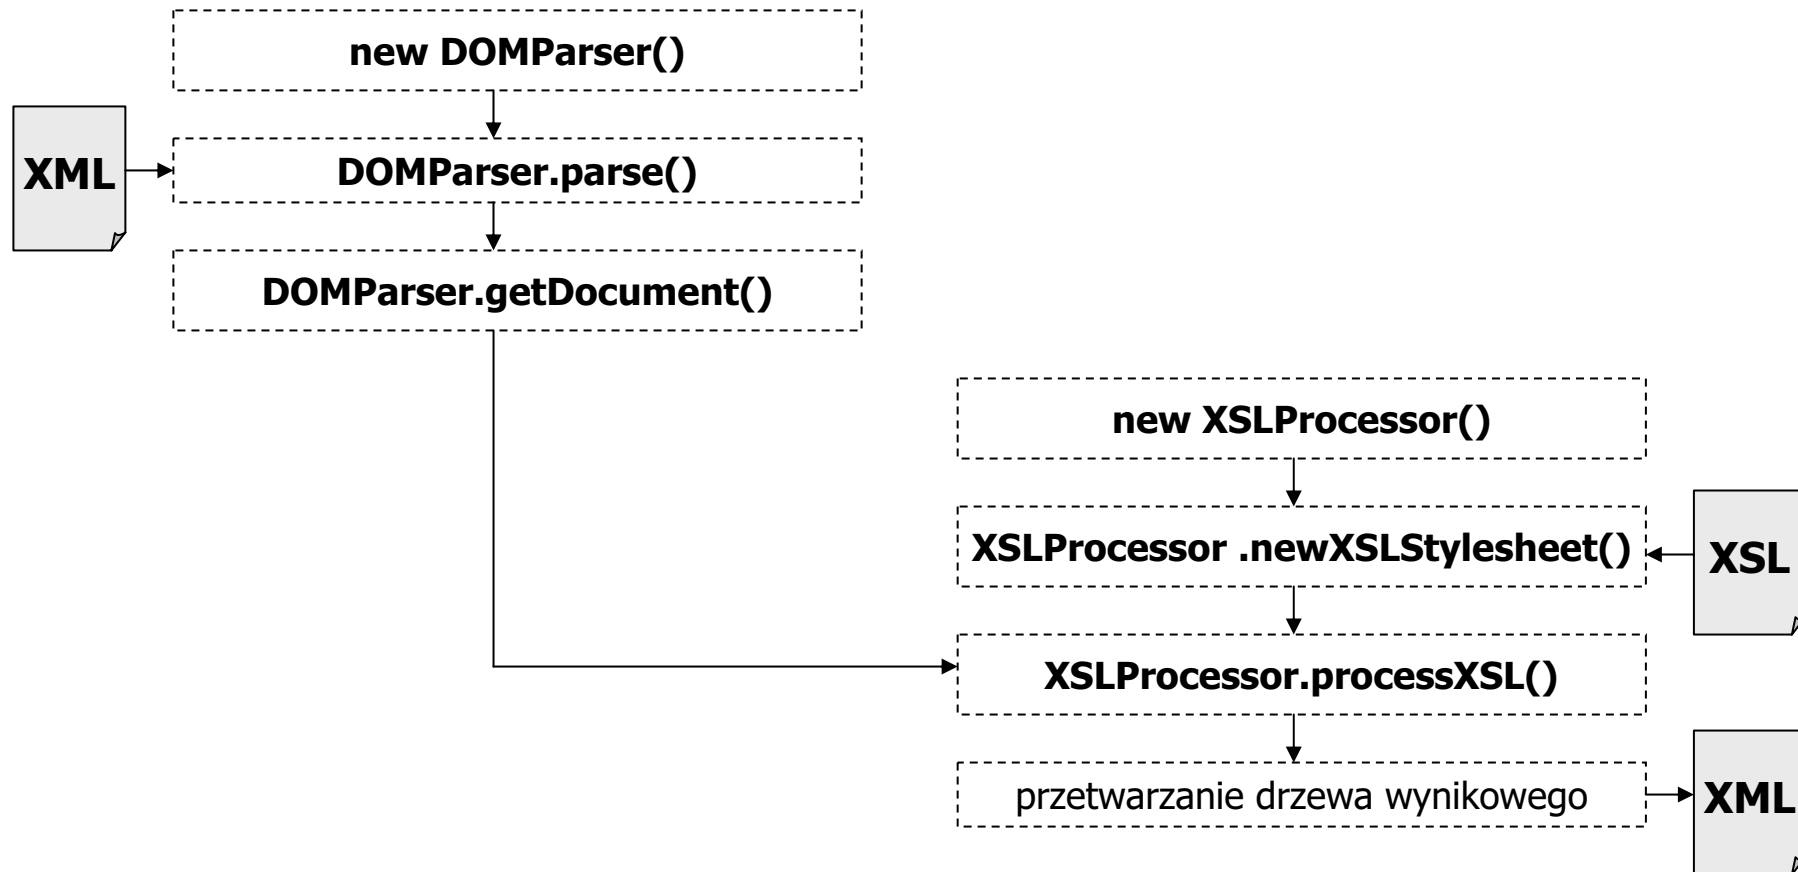 new DOMParser()
XML
DOMParser.parse()
DOMParser.getDocument()
new XSLProcessor()
XSLProcessor .newXSLStylesheet()
XSL
XSLProcessor.processXSL()
przetwarzanie drzewa wynikowego
XML